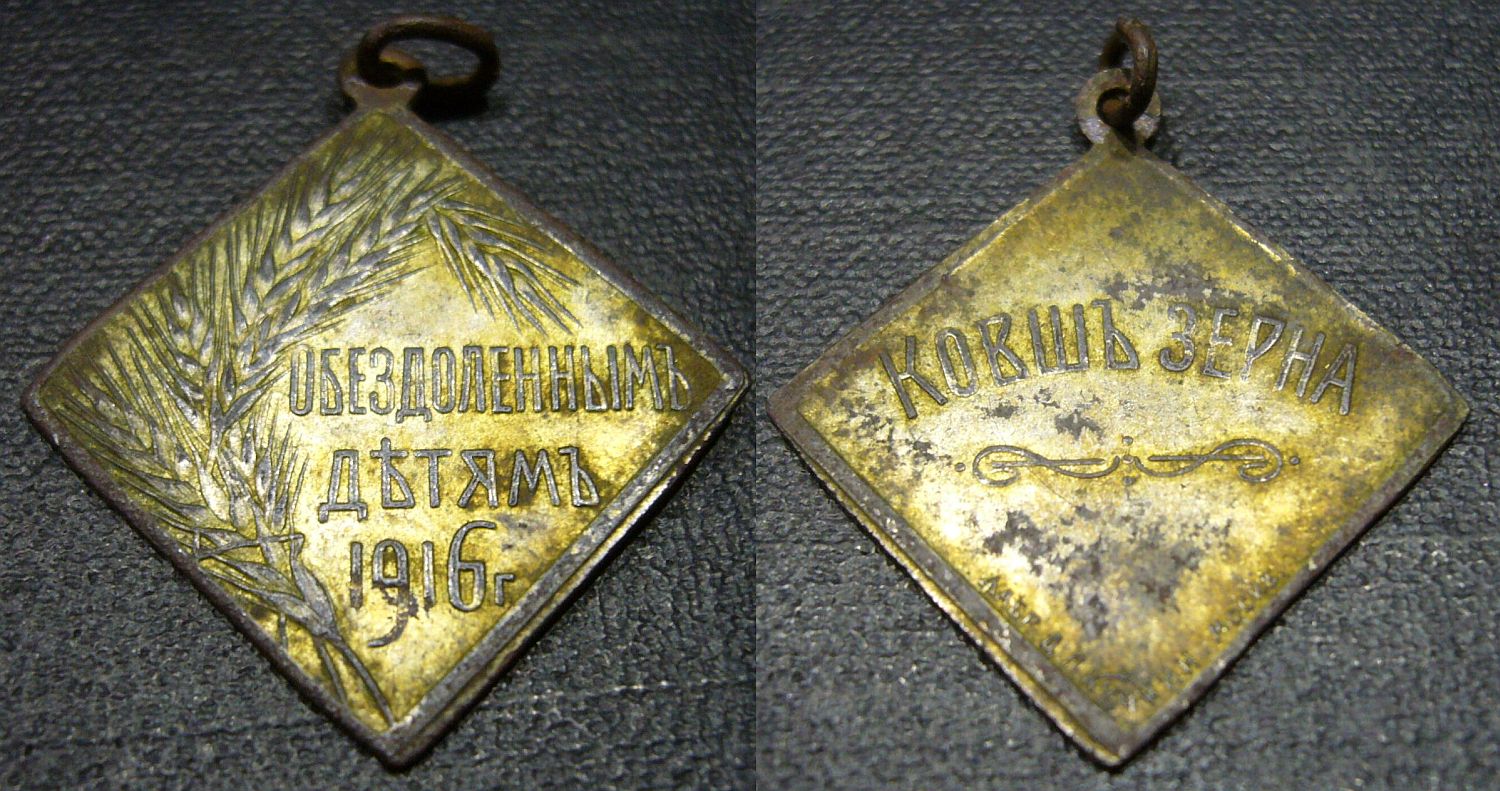 ОБЕЗДОЛЕННЫМЪ
ДѢТЯМЪ
1916г
КОВШЪ ЗЕРНА